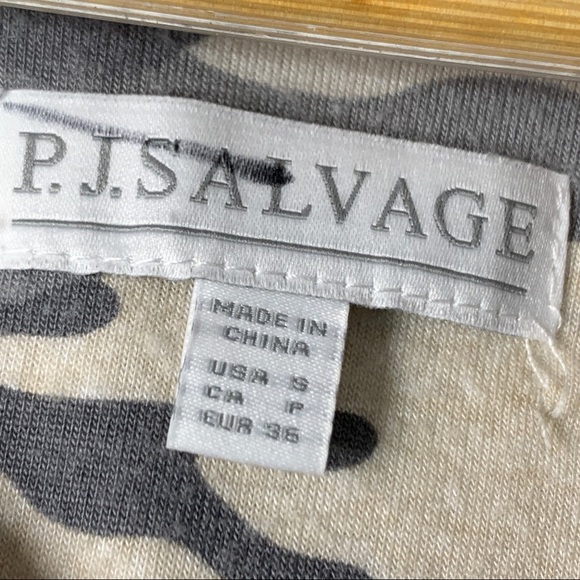 P.J.SALVAGE
MADE IN
CHINA
USA S
CA P
EUR 36